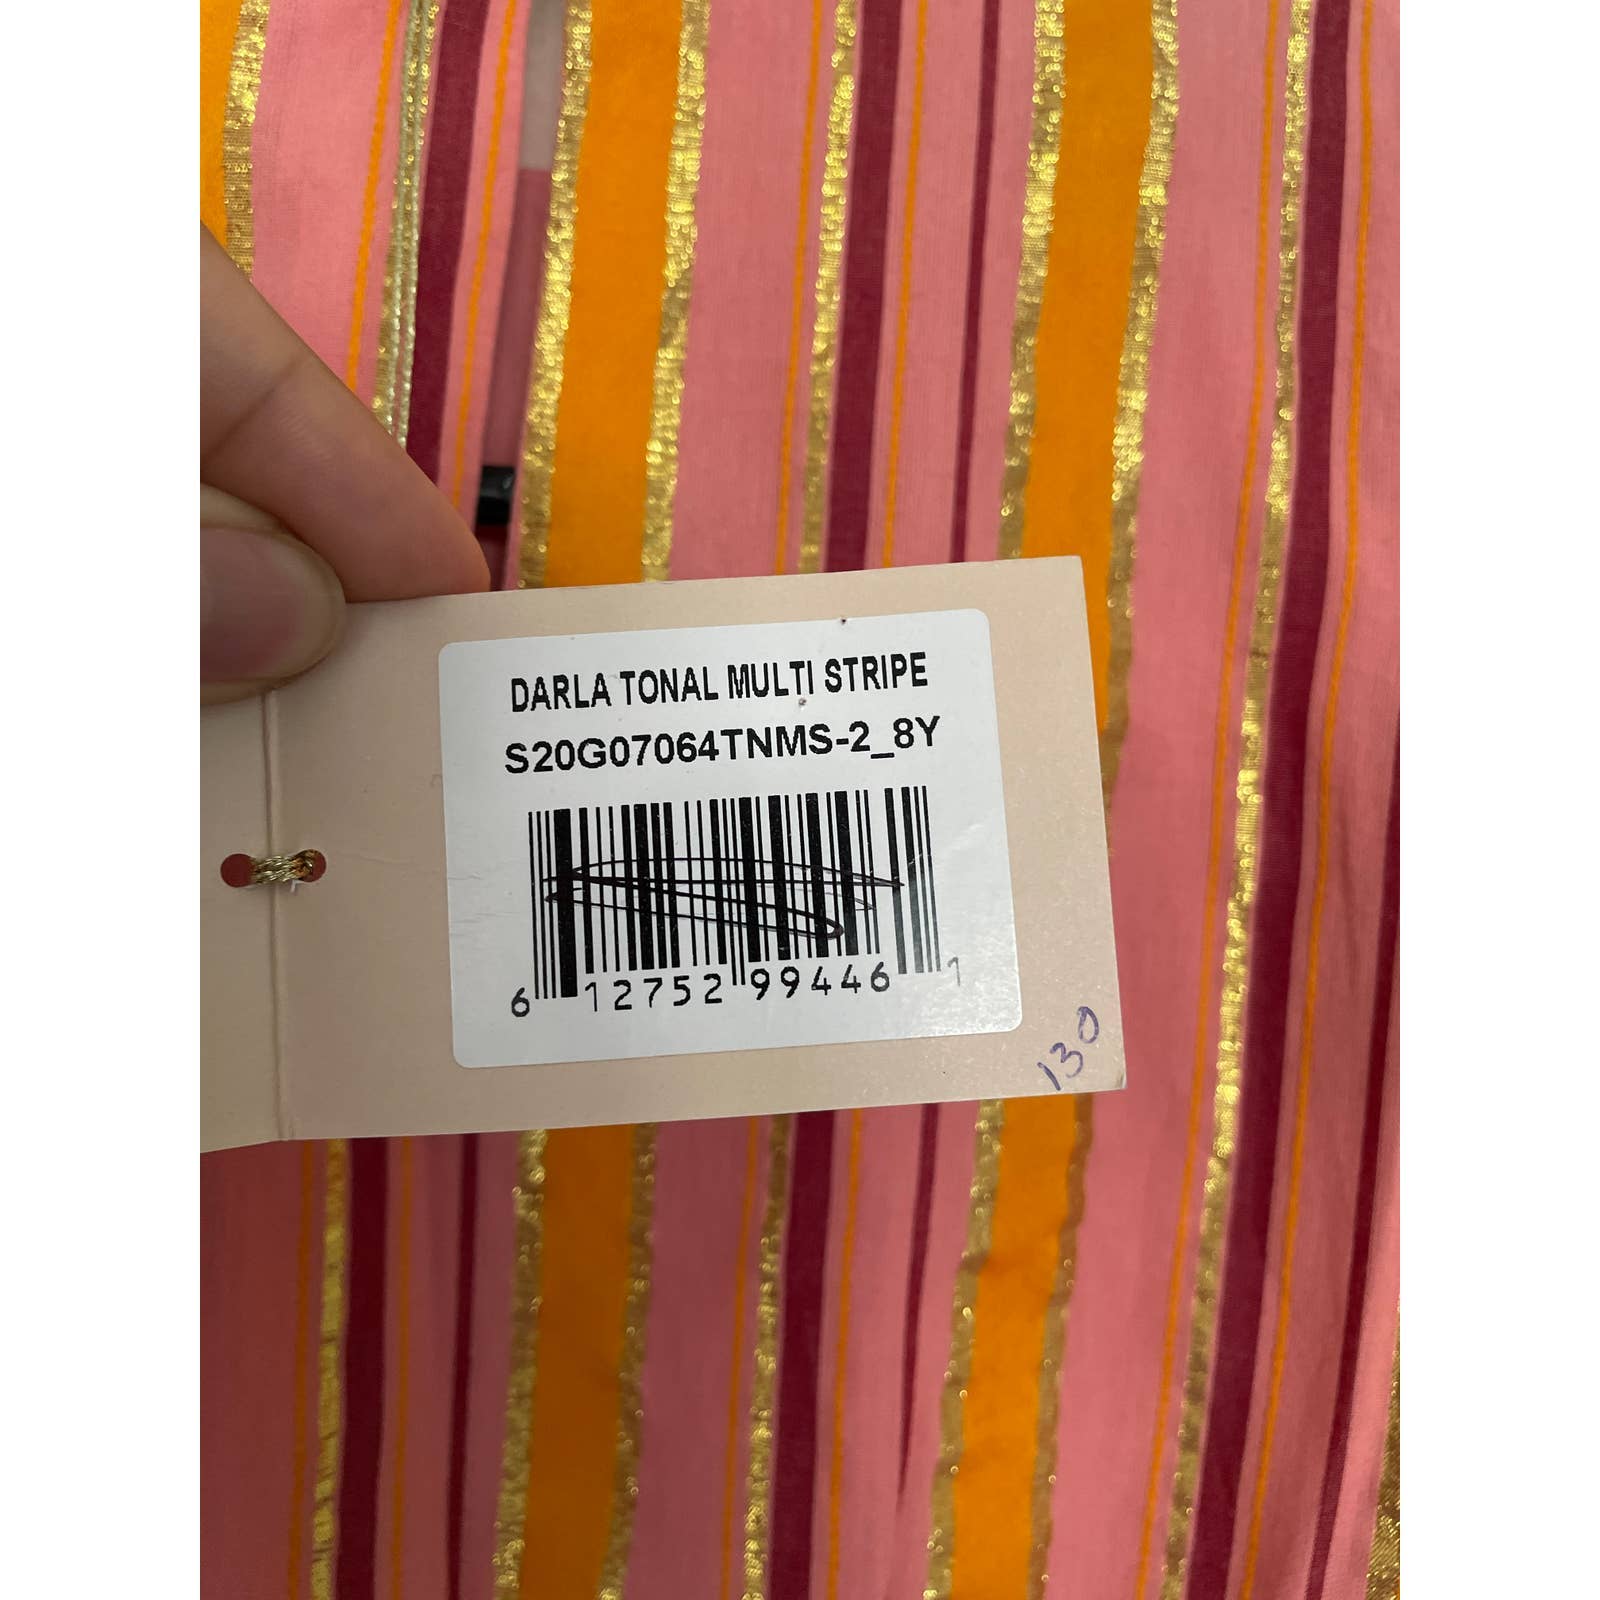 DARLA TONAL MULTI STRIPE
S20G07064TNMS-2_8Y
6 12752 99446 1
130